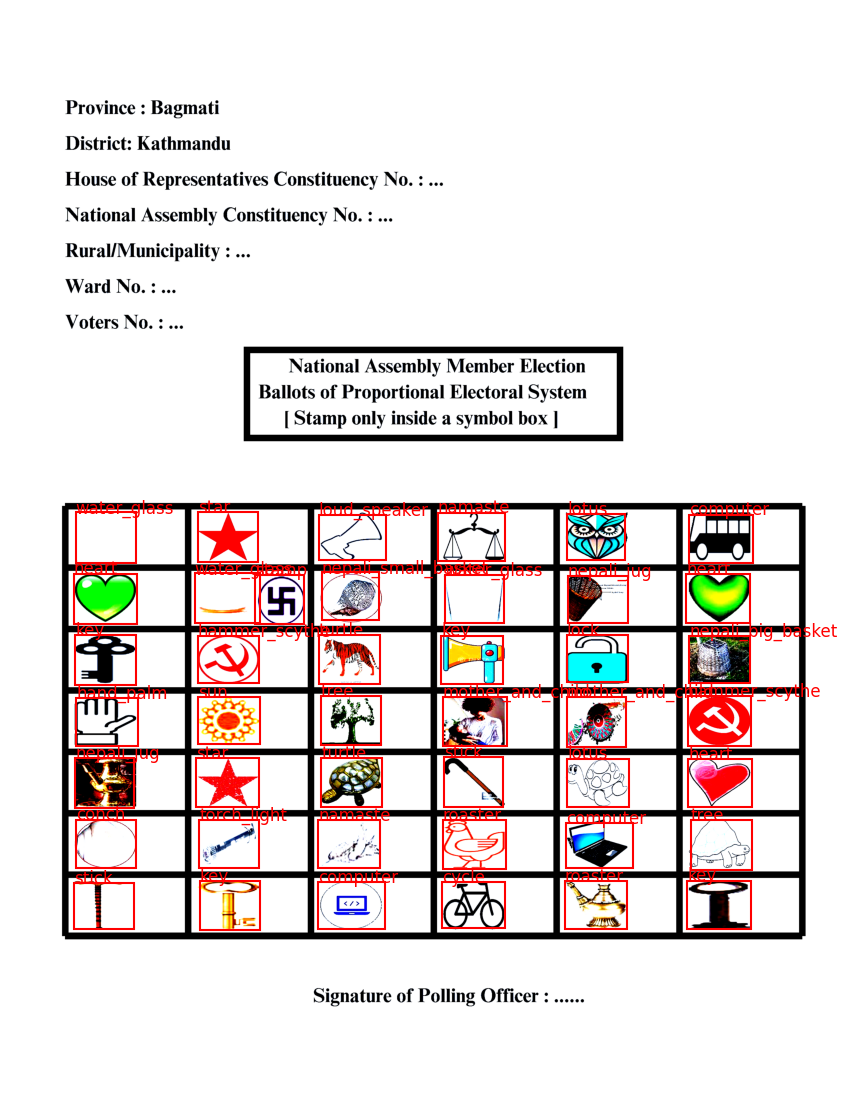 Province : Bagmati
District: Kathmandu
House of Representatives Constituency No. : ...
National Assembly Constituency No. : ...
Rural/Municipality : ...
Ward No. : ...
Voters No. : ...
National Assembly Member Election
Ballots of Proportional Electoral System
[ Stamp only inside a symbol box ]
water_glass star loud_speaker namaste lotus computer
heart nepali_small_basket water_glass nepali_jug heart
key hammer_scythe turtle key lock nepali_big_basket
hand_palm sun tree mother_and_child mother_and_child hammer_scythe
nepali_jug star turtle stick lotus heart
conch torch_light namaste roaster computer tree
stick key computer cycle roaster key
</> Signature of Polling Officer : ......